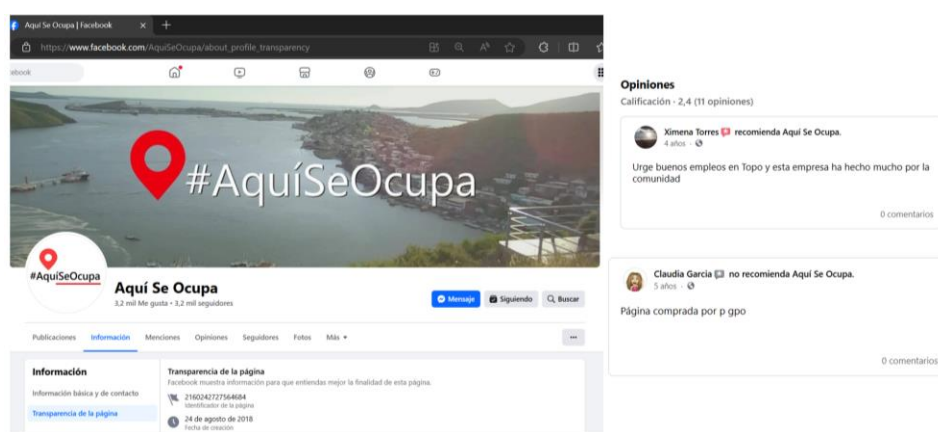 Aquí Se Ocupa | Facebook
https://www.facebook.com/AquiSeOcupa/about_profile_transparency
ebook
#AquíSeOcupa
#AquíSeOcupa
Aquí Se Ocupa
3,2 mil Me gusta • 3,2 mil seguidores
Mensaje
Siguiendo
Buscar
Publicaciones Información Menciones Opiniones Seguidores Fotos Más
Información
Información básica y de contacto
Transparencia de la página
Transparencia de la página
Facebook muestra información para que entiendas mejor la finalidad de esta página.
2160242727564684
Identificador de la página
24 de agosto de 2018
Fecha de creación
Opiniones
Calificación · 2,4 (11 opiniones)
Ximena Torres recomienda Aquí Se Ocupa.
4 años ·
Urge buenos empleos en Topo y esta empresa ha hecho mucho por la
comunidad
0 comentarios
Claudia Garcia no recomienda Aquí Se Ocupa.
5 años ·
Página comprada por p gpo
0 comentarios